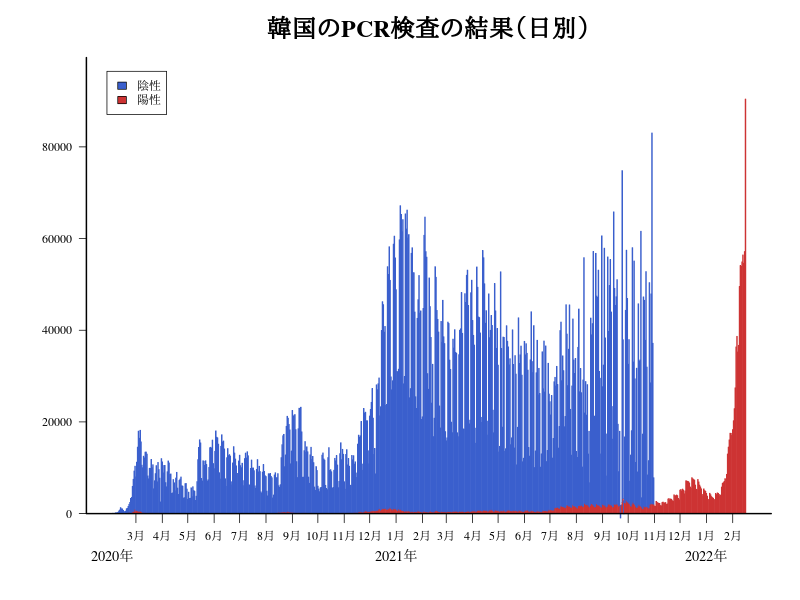 韓国のPCR検査の結果（日別）
陰性
陽性
80000
60000
40000
20000
0
3月 4月 5月 6月 7月 8月 9月 10月 11月 12月 1月 2月 3月 4月 5月 6月 7月 8月 9月 10月 11月 12月 1月 2月
2020年 2021年 2022年